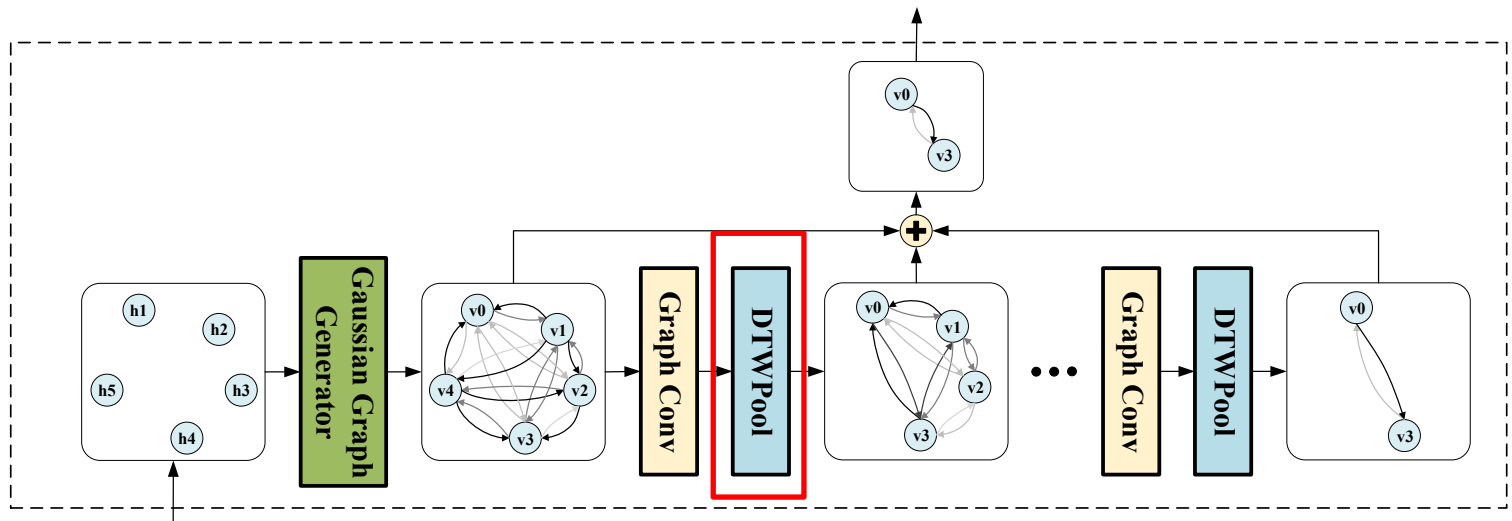 v0
v3
h1
h2
h3
h4
h5
Gaussian Graph
Generator
v0
v1
v2
v3
v4
Graph Conv
DTWPool
v0
v1
v2
v3
Graph Conv
DTWPool
v0
v3